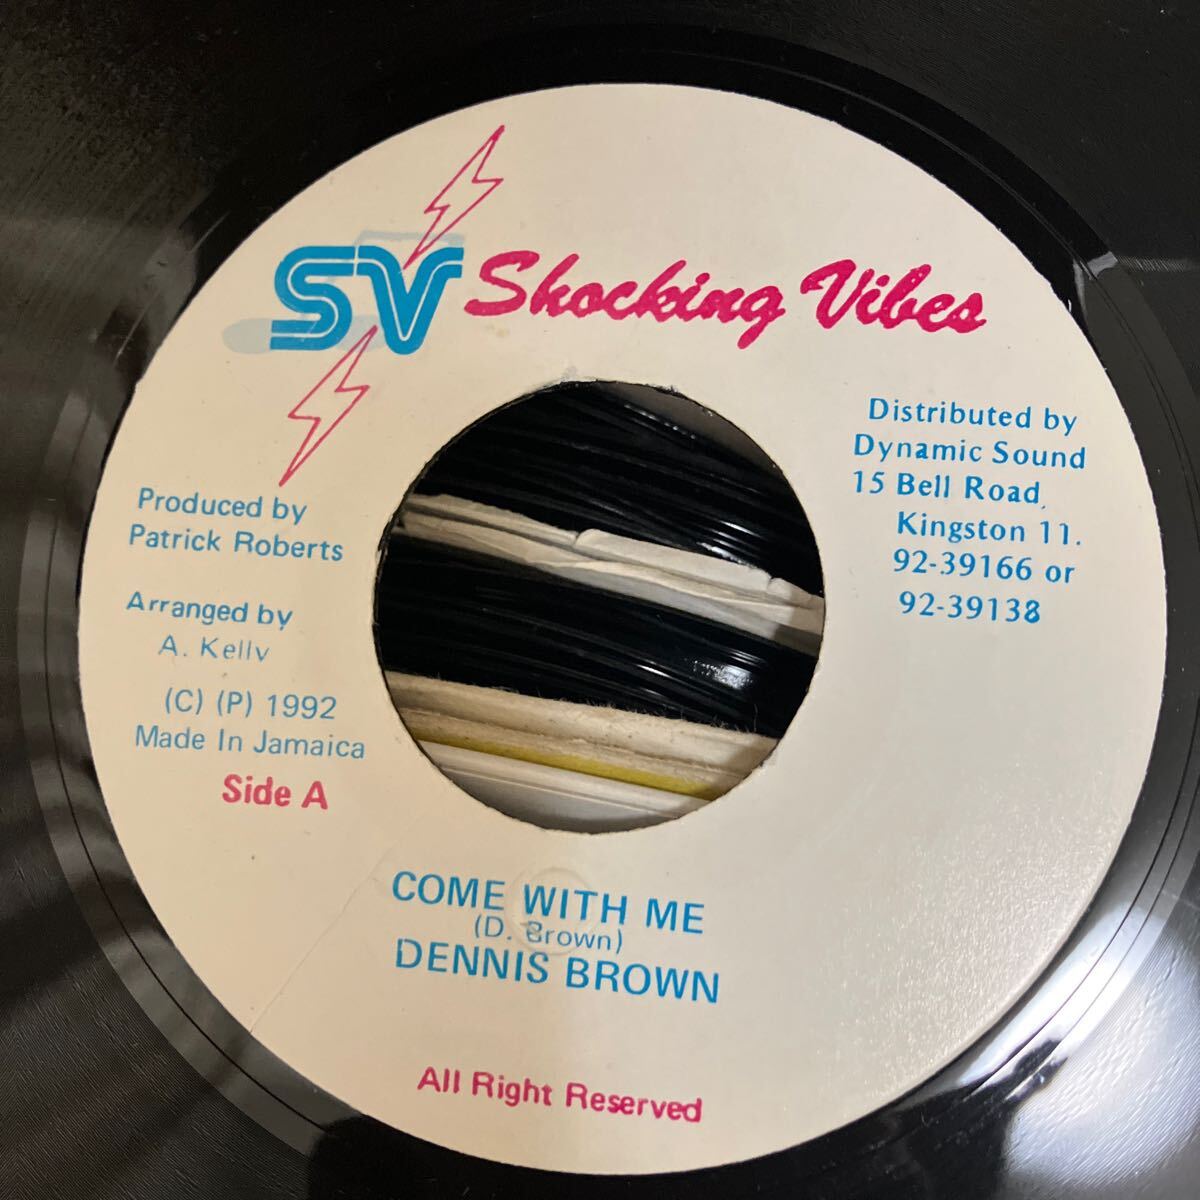 SV Shocking Vibes
Distributed by
Dynamic Sound
15 Bell Road,
Kingston 11.
92-39166 or
92-39138
Produced by
Patrick Roberts
Arranged by
A. Kelly
(C) (P) 1992
Made In Jamaica
Side A
COME WITH ME
(D. Brown)
DENNIS BROWN
All Right Reserved